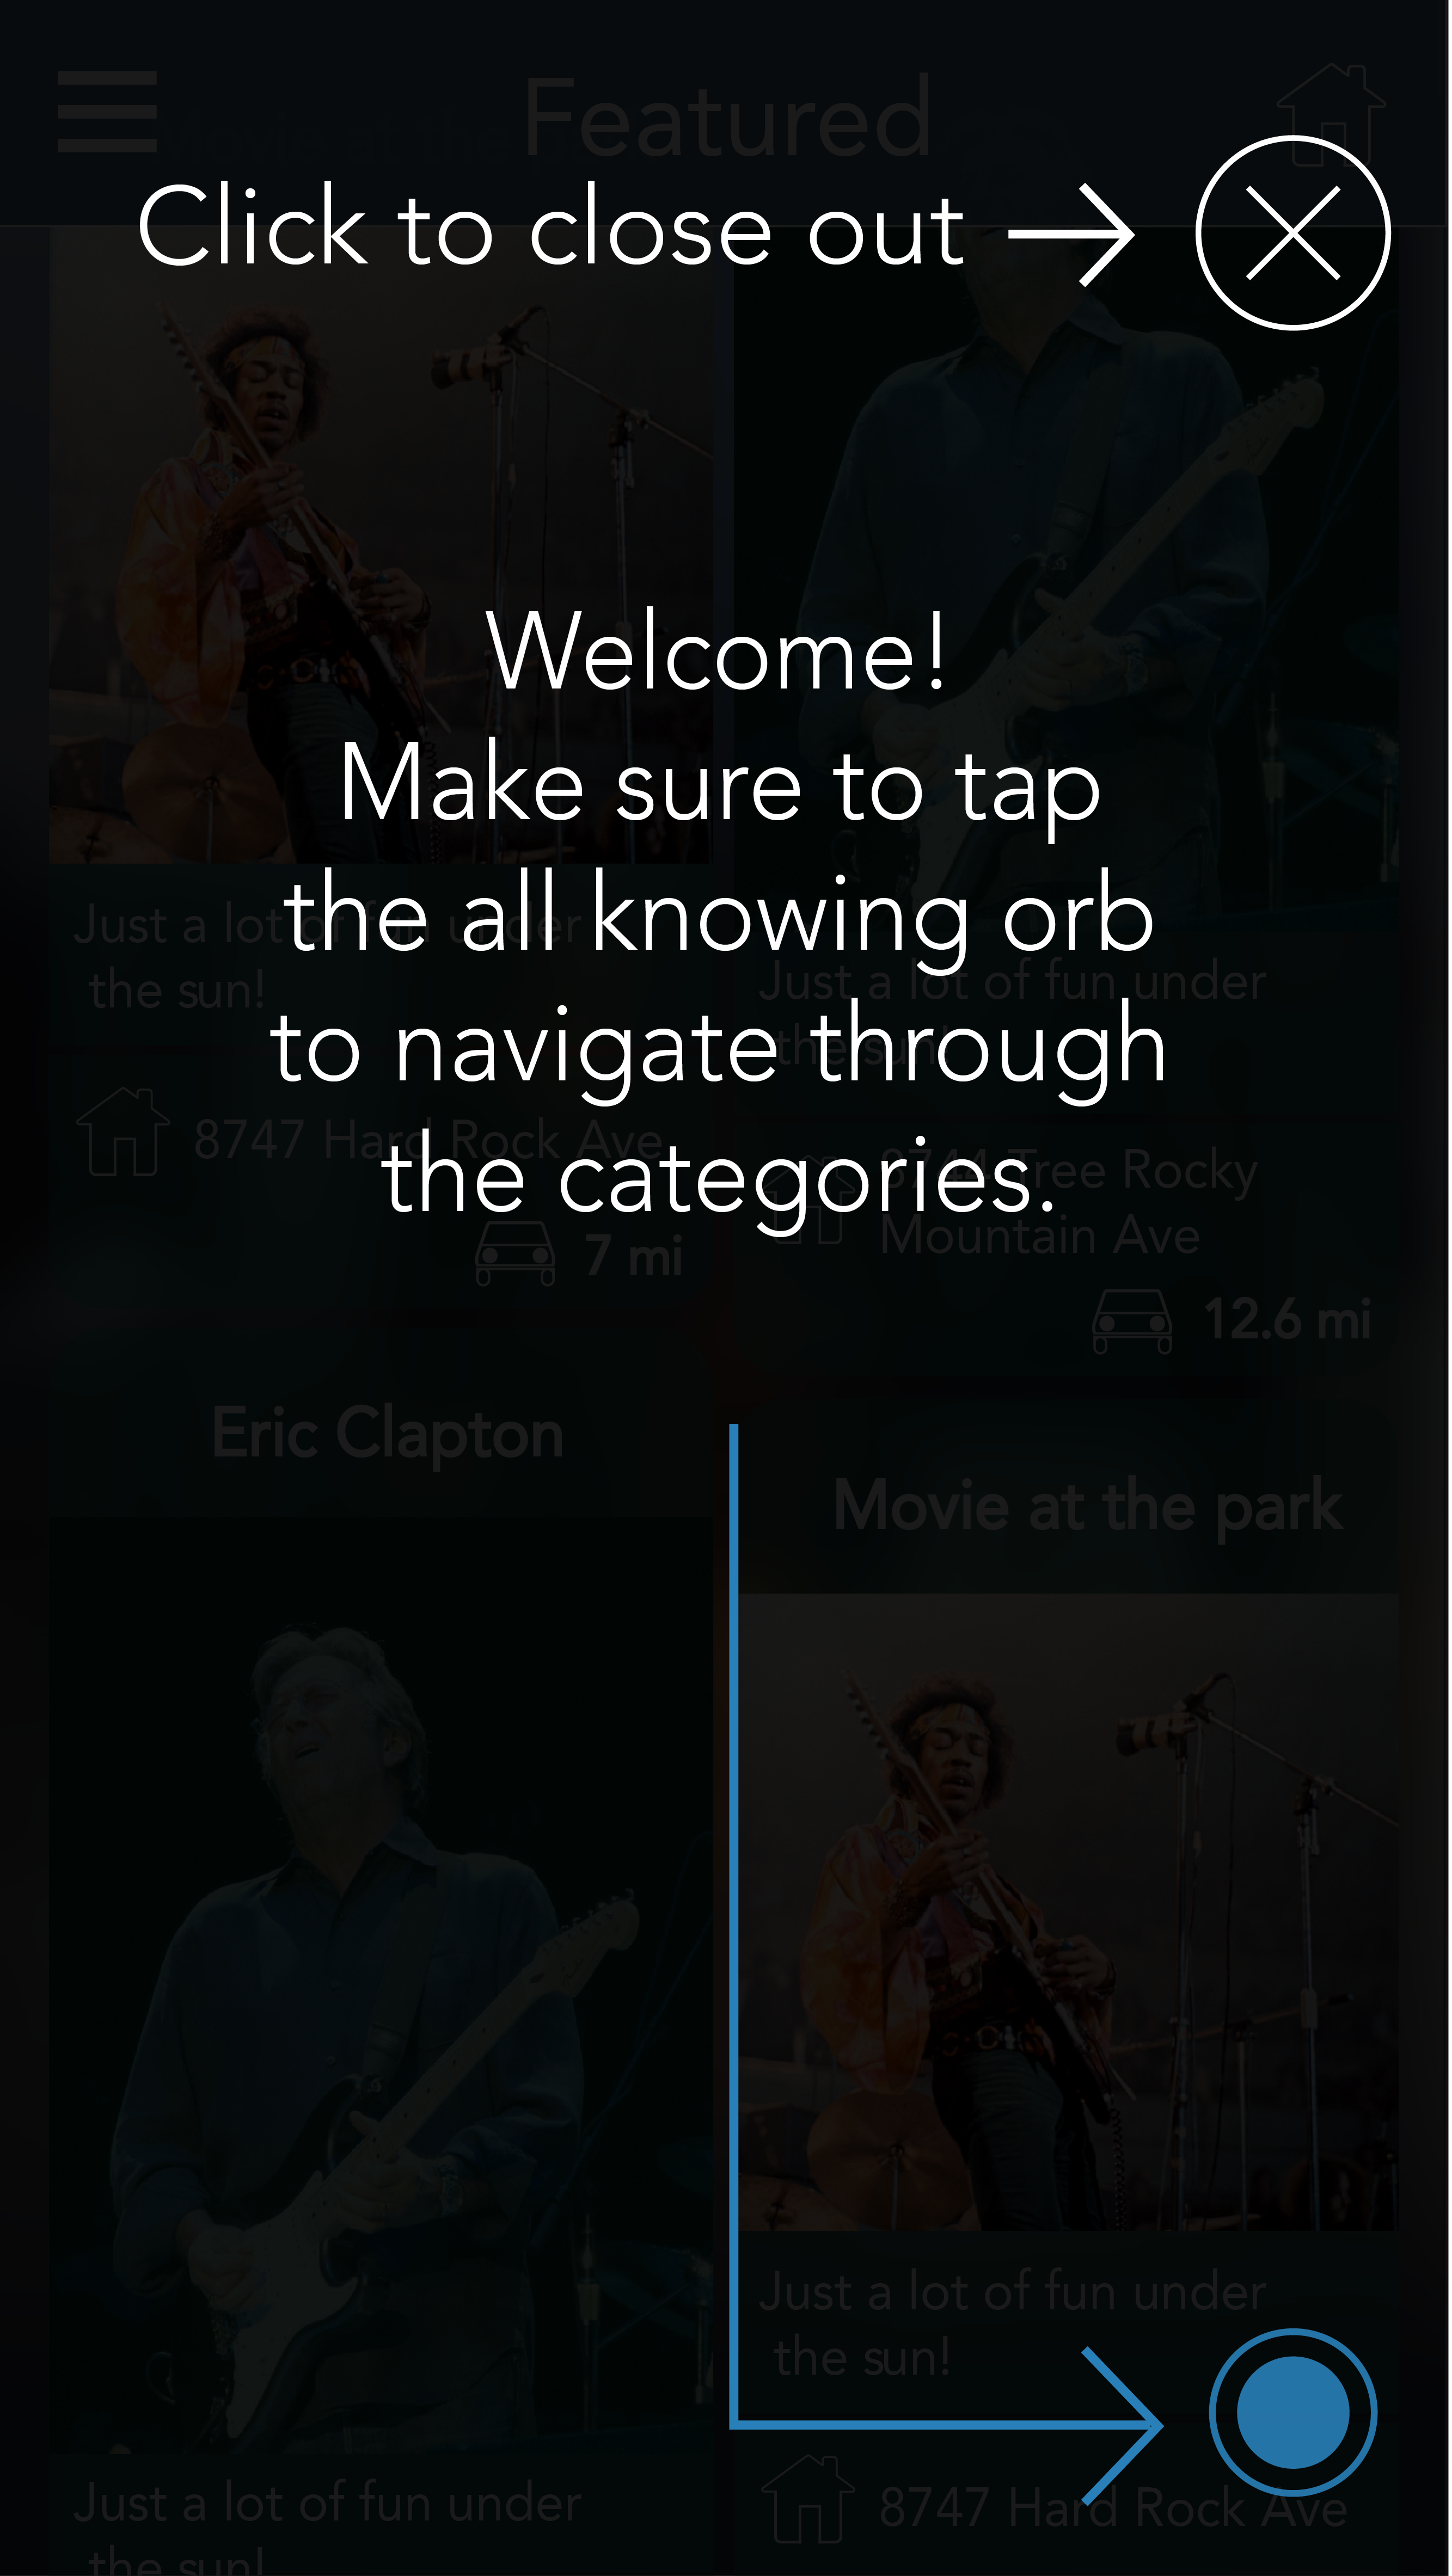 Featured
Click to close out
Welcome!
Make sure to tap
the all knowing orb
to navigate through
the categories.
Just a lot of fun under
the sun!
8747 Hard Rock Ave
7 mi
Just a lot of fun under
the sun!
8744 Tree Rocky
Mountain Ave
12.6 mi
Eric Clapton
Just a lot of fun under
the sun!
Movie at the park
Just a lot of fun under
the sun!
8747 Hard Rock Ave